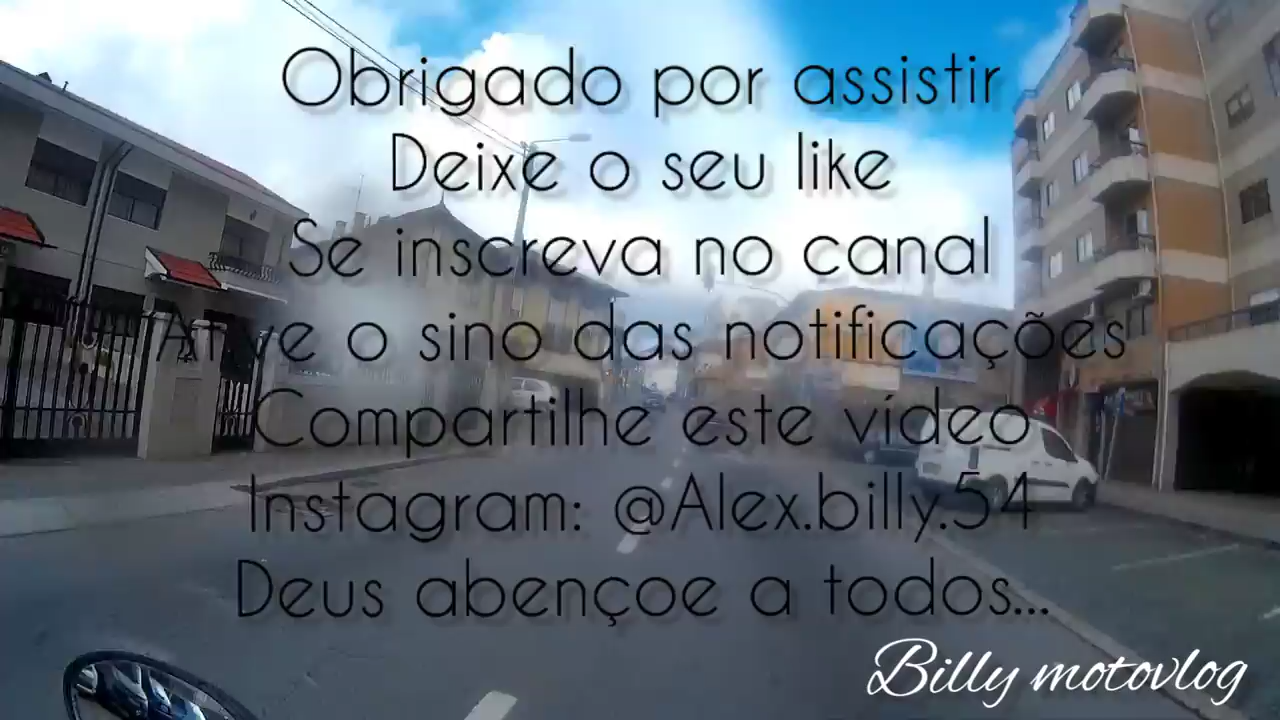 Obrigado por assistir
Deixe o seu like
Se inscreva no canal
Ative o sino das notificações
Compartilhe este vídeo
Instagram: @Alex.billy.54
Deus abençoe a todos...
Billy motovlog